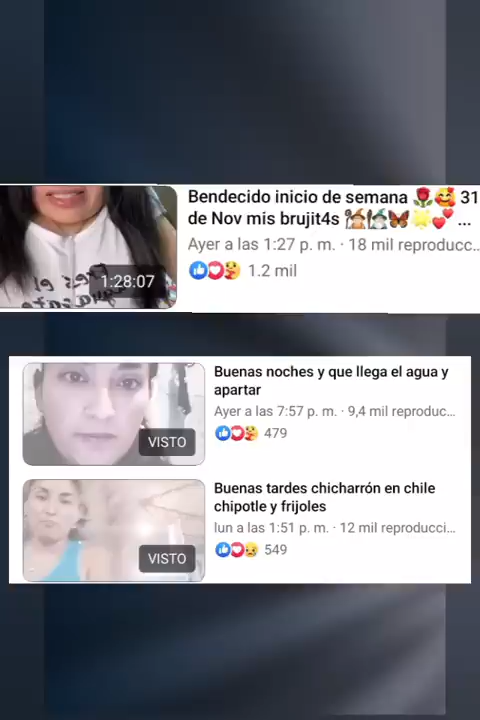 Bendecido inicio de semana 🌹🥰 31
de Nov mis brujit4s 🧙‍♀️🧙‍♀️🦋🌟💕 ...
Ayer a las 1:27 p. m. · 18 mil reproducc...
1:28:07
1.2 mil
Buenas noches y que llega el agua y
apartar
Ayer a las 7:57 p. m. · 9,4 mil reproduc...
VISTO
479
Buenas tardes chicharrón en chile
chipotle y frijoles
lun a las 1:51 p. m. · 12 mil reproducci...
VISTO
549